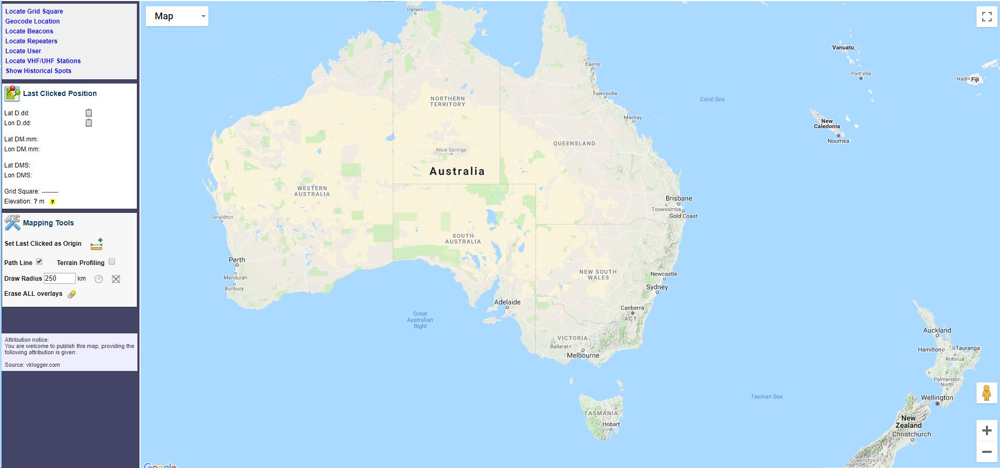 Locate Grid Square
Geocode Location
Locate Beacons
Locate Repeaters
Locate User
Locate VHF/UHF Stations
Show Historical Spots
Last Clicked Position
Lat D.dd:
Lon D.dd:
Lat DM.mm:
Lon DM.mm:
Lat DMS:
Lon DMS:
Grid Square: --------
Elevation: ? m ?
Mapping Tools
Set Last Clicked as Origin
Path Line
Terrain Profiling
Draw Radius 250 km
Erase ALL overlays
Attribution notice:
You are welcome to publish this map, providing the
following attribution is given:
Source: vklogger.com
Map
Timor Sea
Darwin
Vanuatu
Cairns
Port Vila
Nadi
Fiji
Townsville
NORTHERN
TERRITORY
Coral Sea
Mackay
New
Caledonia
Noumea
QUEENSLAND
Alice Springs
Australia
WESTERN
AUSTRALIA
Brisbane
Toowoomba
Gold Coast
Geraldton
SOUTH
AUSTRALIA
Perth
Mandurah
Bunbury
NEW SOUTH
WALES
Newcastle
Sydney
Adelaide
Canberra
ACT
Great
Australian
Bight
VICTORIA
Ballarat
Melbourne
Auckland
Hamilton
Tauranga
Rotorua
Palmerston
North
Tasman Sea
Wellington
TASMANIA
Hobart
New
Zealand
Christchurch
Queenstown
Google